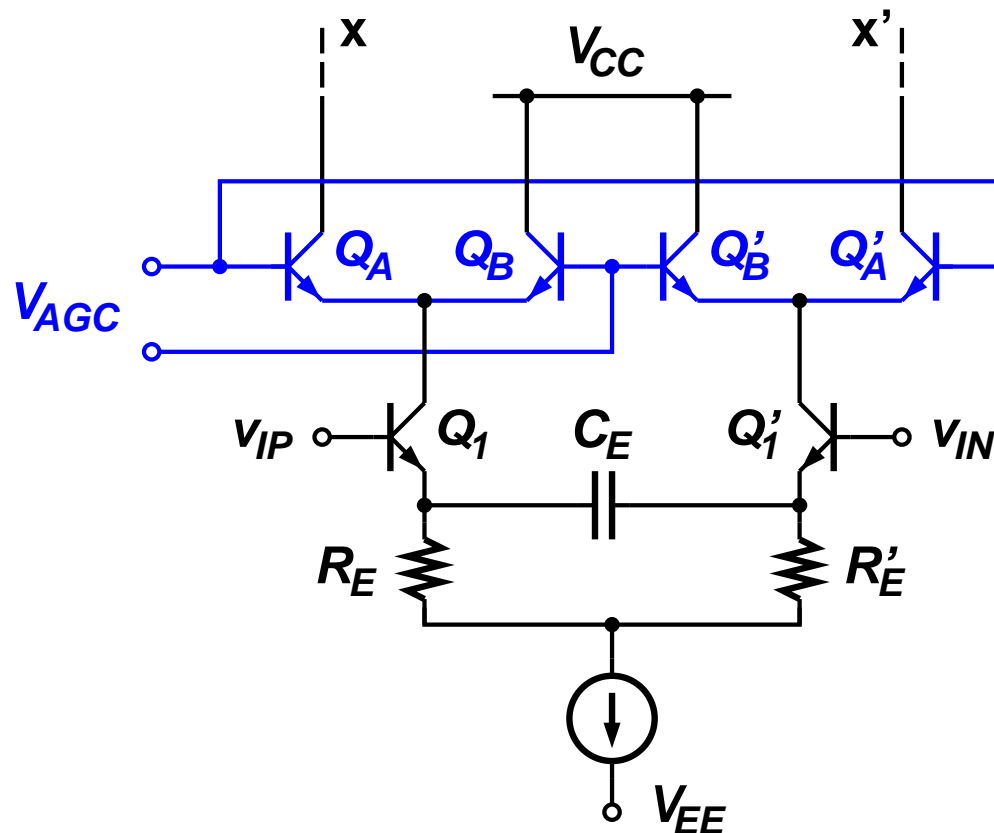 x x’
V_CC
Q_A Q_B Q’_B Q’_A
V_AGC
v_IP Q_1 C_E Q’_1 v_IN
R_E R’_E
V_EE